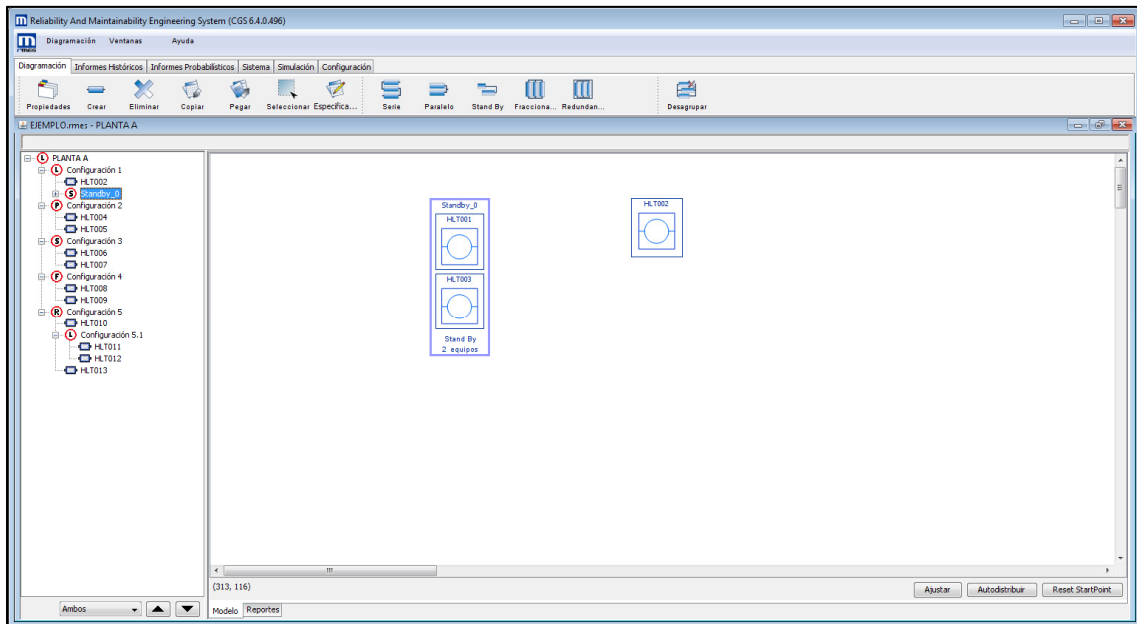 Reliability And Maintainability Engineering System (CGS 6.4.0.496)
Diagramación Ventanas Ayuda
Diagramación Informes Históricos Informes Probabilísticos Sistema Simulación Configuración
Propiedades Crear Eliminar Copiar Pegar Seleccionar Especifica... Serie Paralelo Stand By Fracciona... Redundan... Desagrupar
EJEMPLO.rmes - PLANTA A
L PLANTA A
L Configuración 1
HLT002
S Standby_0
P Configuración 2
HLT004
HLT005
S Configuración 3
HLT006
HLT007
F Configuración 4
HLT008
HLT009
R Configuración 5
HLT010
L Configuración 5.1
HLT011
HLT012
HLT013
Standby_0
HLT001
HLT003
Stand By
2 equipos
HLT002
(313, 116)
Ajustar Autodistribuir Reset StartPoint
Ambos
Modelo Reportes